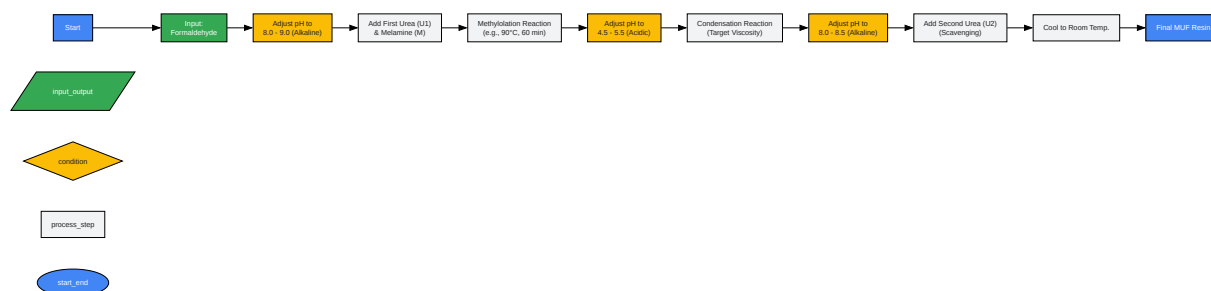 Start
Input:
Formaldehyde
Adjust pH to
8.0 - 9.0 (Alkaline)
Add First Urea (U1)
& Melamine (M)
Methylolation Reaction
(e.g., 90°C, 60 min)
Adjust pH to
4.5 - 5.5 (Acidic)
Condensation Reaction
(Target Viscosity)
Adjust pH to
8.0 - 8.5 (Alkaline)
Add Second Urea (U2)
(Scavenging)
Cool to Room Temp.
Final MUF Resin
input_output
condition
process_step
start_end